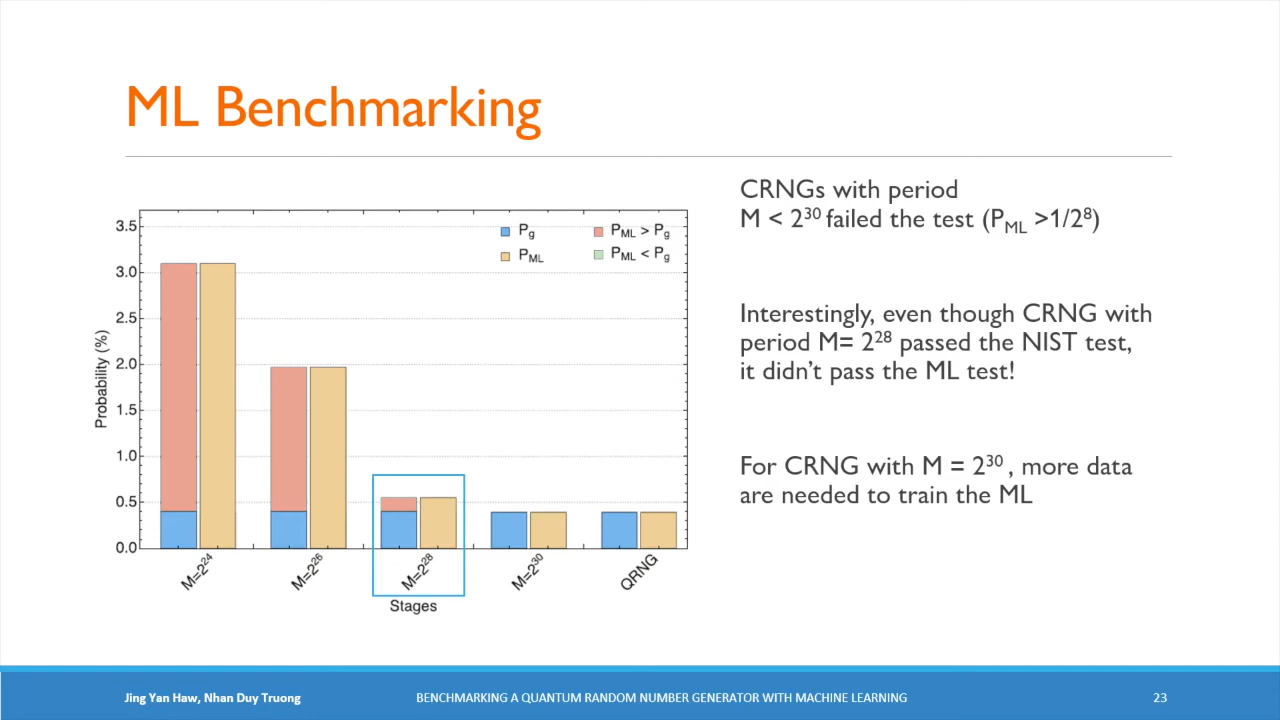 ML Benchmarking
CRNGs with period
M < 2³⁰ failed the test (P_ML >1/2⁸)
Interestingly, even though CRNG with
period M= 2²⁸ passed the NIST test,
it didn't pass the ML test!
For CRNG with M = 2³⁰ , more data
are needed to train the ML
Probability (%)
3.5
3.0
2.5
2.0
1.5
1.0
0.5
0.0
P_g
P_ML > P_g
P_ML
P_ML < P_g
M=2²⁴
M=2²⁶
M=2²⁸
M=2³⁰
QRNG
Stages
Jing Yan Haw, Nhan Duy Truong
BENCHMARKING A QUANTUM RANDOM NUMBER GENERATOR WITH MACHINE LEARNING
23